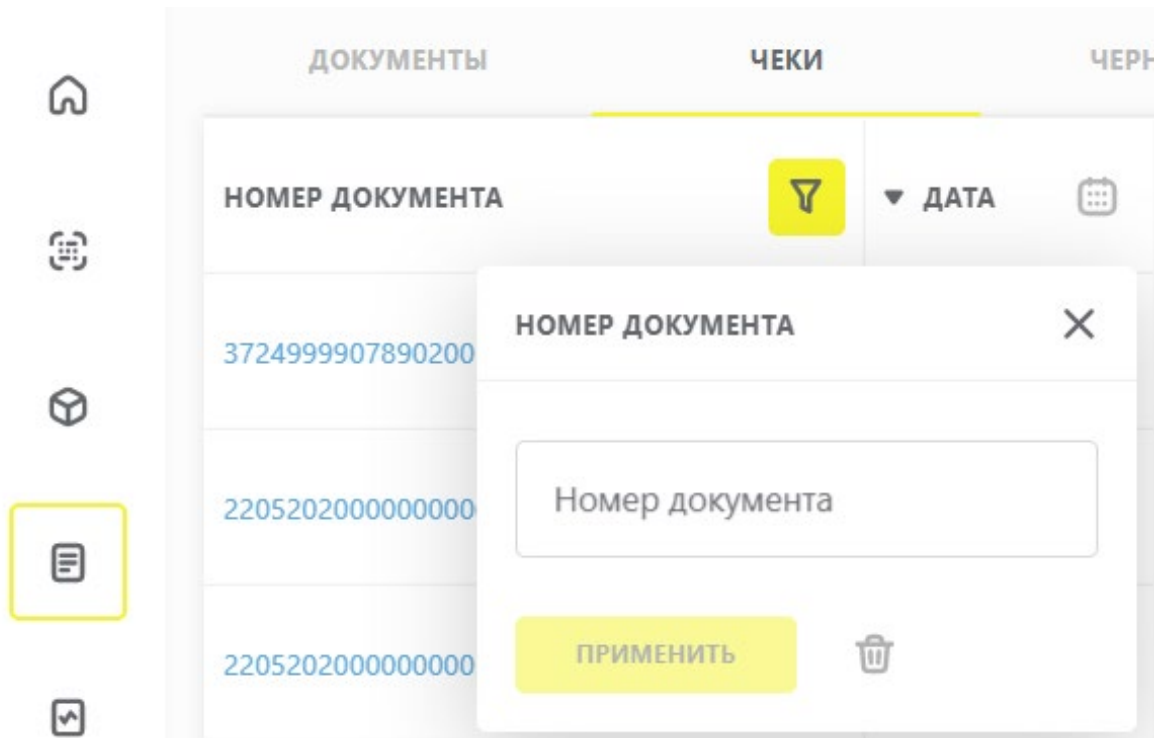 ДОКУМЕНТЫ ЧЕКИ
НОМЕР ДОКУМЕНТА ДАТА
НОМЕР ДОКУМЕНТА
3724999907890200
Номер документа
2205202000000000
ПРИМЕНИТЬ
2205202000000000